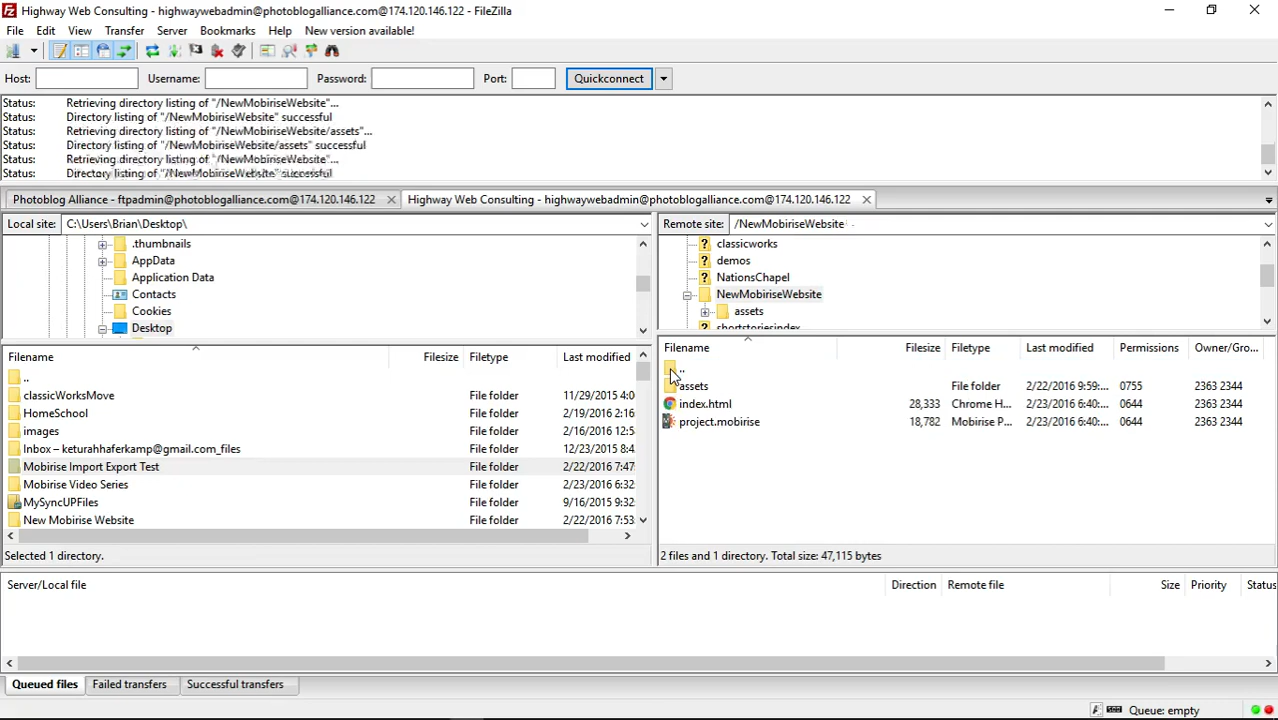 Highway Web Consulting - highwaywebadmin@photoblogalliance.com@174.120.146.122 - FileZilla
File Edit View Transfer Server Bookmarks Help New version available!
Host: Username: Password: Port: Quickconnect
Status: Retrieving directory listing of "/NewMobiriseWebsite"...
Status: Directory listing of "/NewMobiriseWebsite" successful
Status: Retrieving directory listing of "/NewMobiriseWebsite/assets"...
Status: Directory listing of "/NewMobiriseWebsite/assets" successful
Status: Retrieving directory listing of "/NewMobiriseWebsite"...
Status: Directory listing of "/NewMobiriseWebsite" successful
Photoblog Alliance - ftpadmin@photoblogalliance.com@174.120.146.122
Highway Web Consulting - highwaywebadmin@photoblogalliance.com@174.120.146.122
Local site: C:\Users\Brian\Desktop\
.thumbnails
AppData
Application Data
Contacts
Cookies
Desktop
Filename Filesize Filetype Last modified
..
classicWorksMove File folder 11/29/2015 4:0
HomeSchool File folder 2/19/2016 2:16
images File folder 2/16/2016 12:5
Inbox – keturahhaferkamp@gmail.com_files File folder 12/23/2015 8:4
Mobirise Import Export Test File folder 2/22/2016 7:47
Mobirise Video Series File folder 2/23/2016 6:32
MySyncUPFiles File folder 9/16/2015 9:32
New Mobirise Website File folder 2/22/2016 7:53
Selected 1 directory.
Remote site: /NewMobiriseWebsite
classicworks
demos
NationsChapel
NewMobiriseWebsite
assets
shortstoriesindex
Filename Filesize Filetype Last modified Permissions Owner/Gro...
..
assets File folder 2/22/2016 9:59:... 0755 2363 2344
index.html 28,333 Chrome H... 2/23/2016 6:40:... 0644 2363 2344
project.mobirise 18,782 Mobirise P... 2/23/2016 6:40:... 0644 2363 2344
2 files and 1 directory. Total size: 47,115 bytes
Server/Local file Direction Remote file Size Priority Status
Queued files Failed transfers Successful transfers
Queue: empty